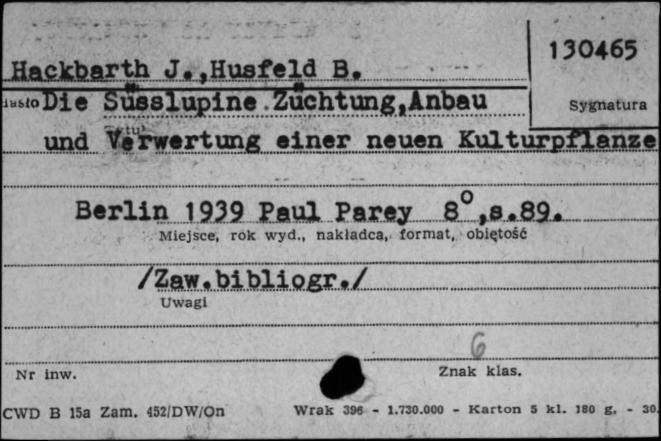 130465
Hackbarth J.,Husfeld B.
Sygnatura
Die Süsslupine.Züchtung,Anbau
und Verwertung einer neuen Kulturpflanze
Berlin 1939 Paul Parey 8°,s.89.
Miejsce, rok wyd., nakładca, format, objętość
/Zaw.bibliogr./
Uwagi
6
Nr inw.
Znak klas.
CWD B 15a Zam. 452/DW/On
Wrak 396 - 1.730.000 - Karton 5 kl. 180 g. - 30.